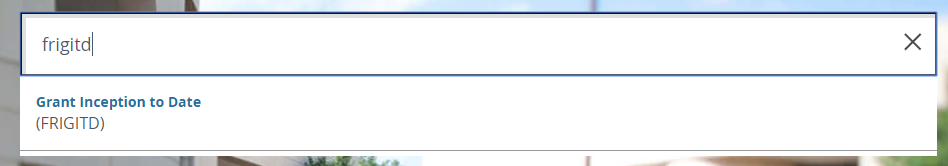 frigitd
Grant Inception to Date
(FRIGITD)